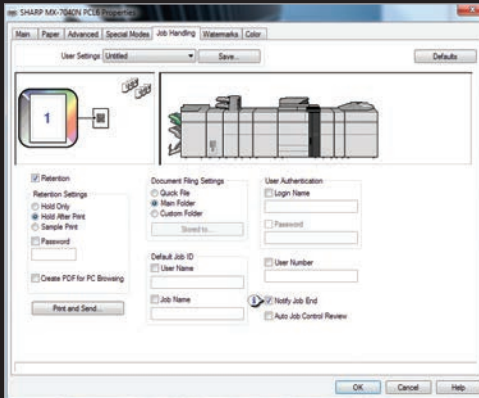 SHARP MX-7040N PCL6 Properties
Main Paper Advanced Special Modes Job Handling Watermarks Color
User Settings: Untitled Save... Defaults
1
Retention
Retention Settings
Hold Only
Hold After Print
Sample Print
Password
Create PDF for PC Browsing
Print and Send...
Document Filing Settings
Quick File
Main Folder
Custom Folder
Stored to...
Default Job ID
User Name
Job Name
User Authentication
Login Name
Password
User Number
Notify Job End
Auto Job Control Review
OK Cancel Help